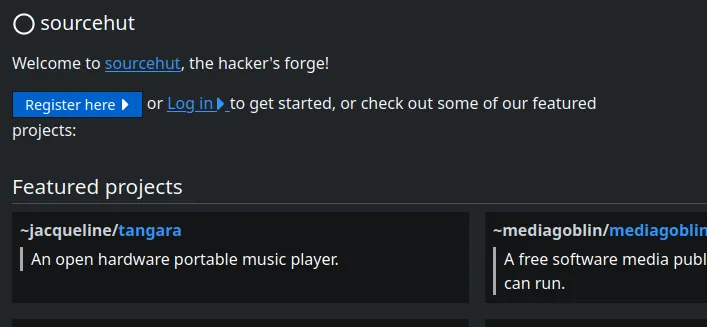 sourcehut
Welcome to sourcehut, the hacker's forge!
Register here or Log in to get started, or check out some of our featured
projects:
Featured projects
~jacqueline/tangara
An open hardware portable music player.
~mediagoblin/mediagoblin
A free software media publ
can run.